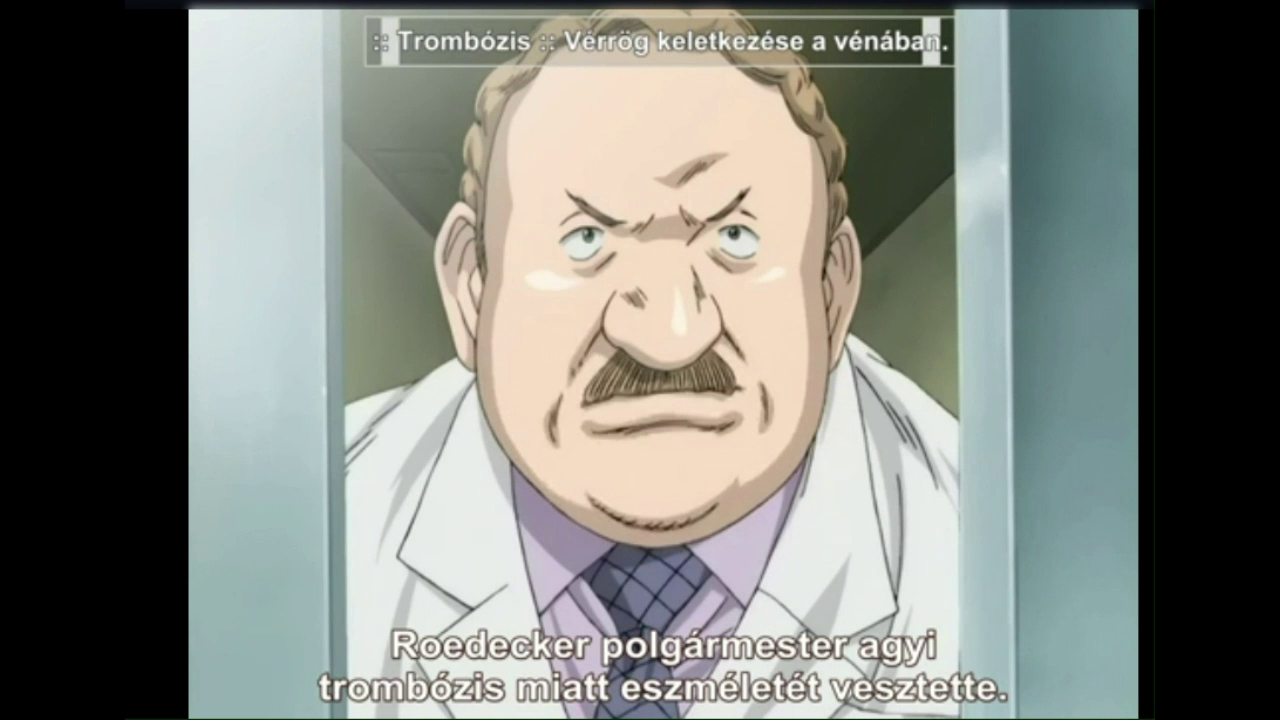 :: Trombózis :: Vérrög keletkezése a vénában.
Roedecker polgármester agyi
trombózis miatt eszméletét vesztette.